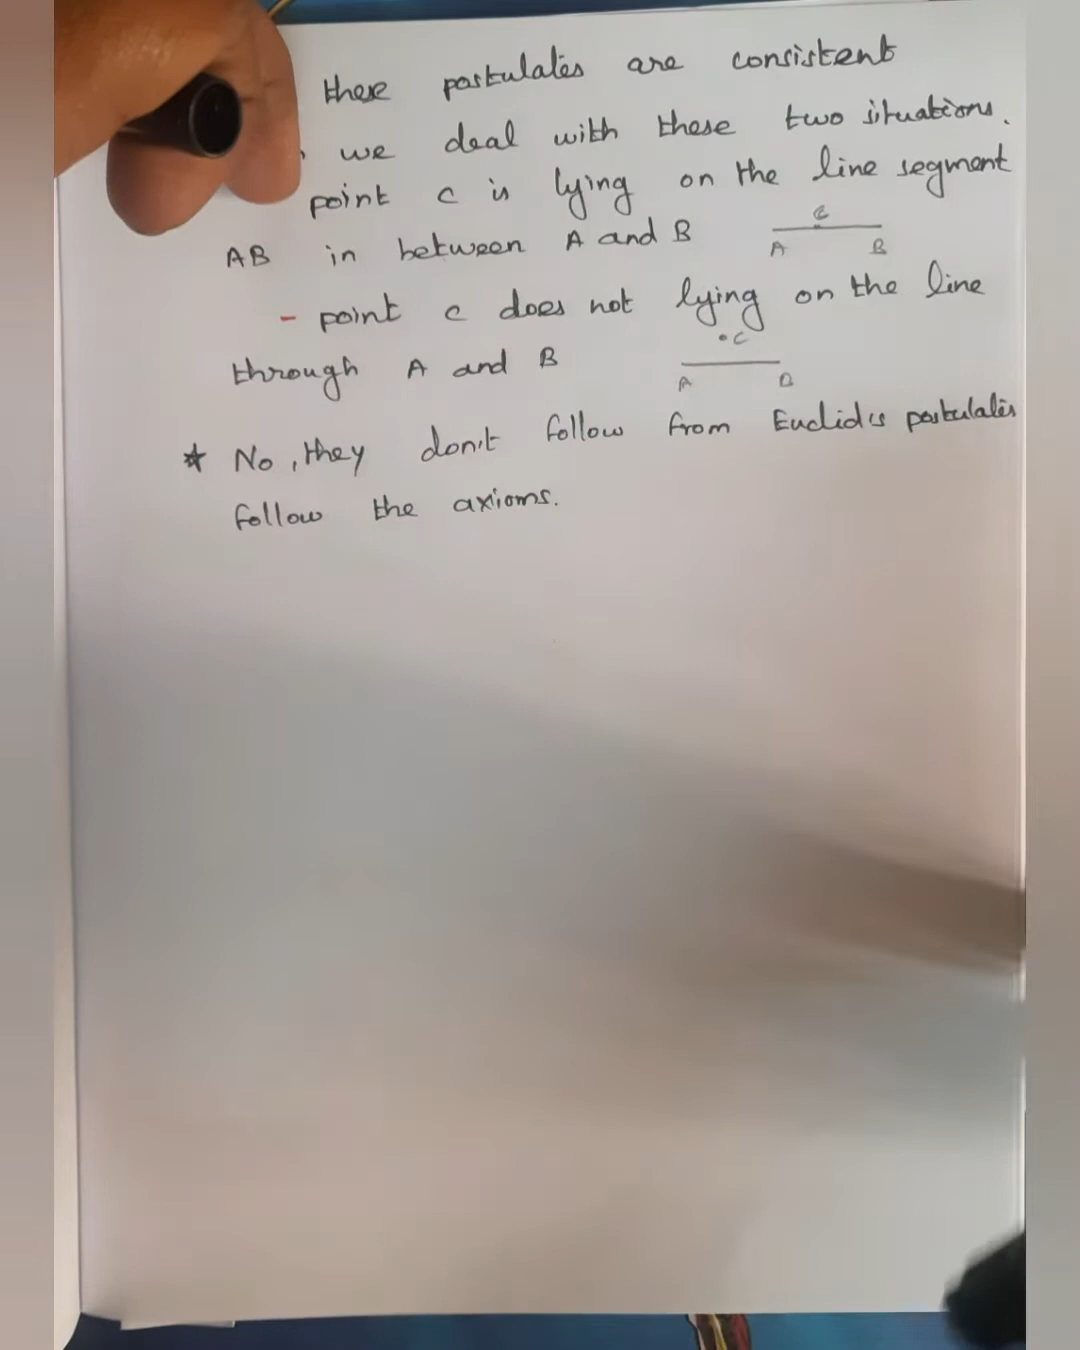 these postulates are consistent
we deal with these two situations.
point c is lying on the line segment
AB in between A and B
C
A B
- point c does not lying on the line
•C
through A and B
A B
* No, they don't follow from Euclid's postulates
follow the axioms.